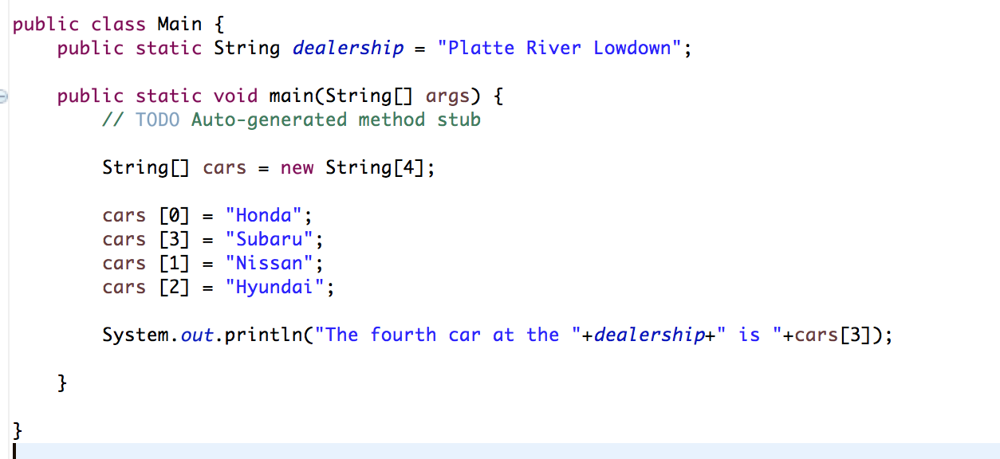 public class Main {
    public static String dealership = "Platte River Lowdown";
    public static void main(String[] args) {
        // TODO Auto-generated method stub
        String[] cars = new String[4];
        cars [0] = "Honda";
        cars [3] = "Subaru";
        cars [1] = "Nissan";
        cars [2] = "Hyundai";
        System.out.println("The fourth car at the "+dealership+" is "+cars[3]);
    }
}